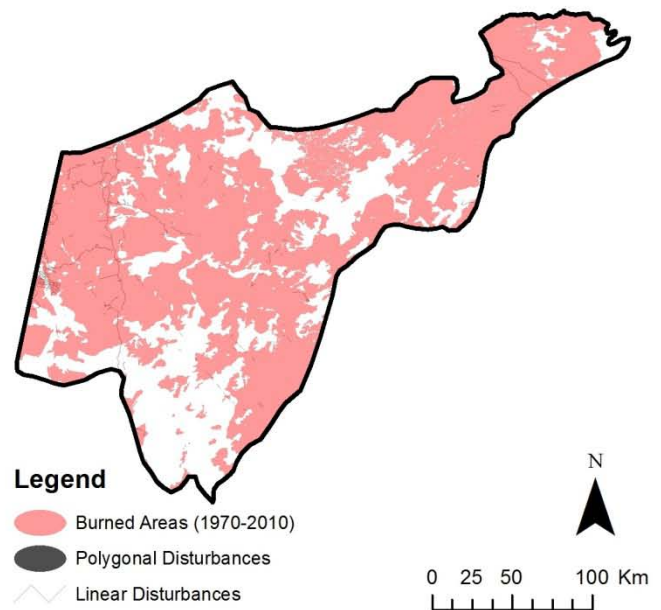 Legend
Burned Areas (1970-2010)
Polygonal Disturbances
Linear Disturbances
N
0 25 50 100 Km